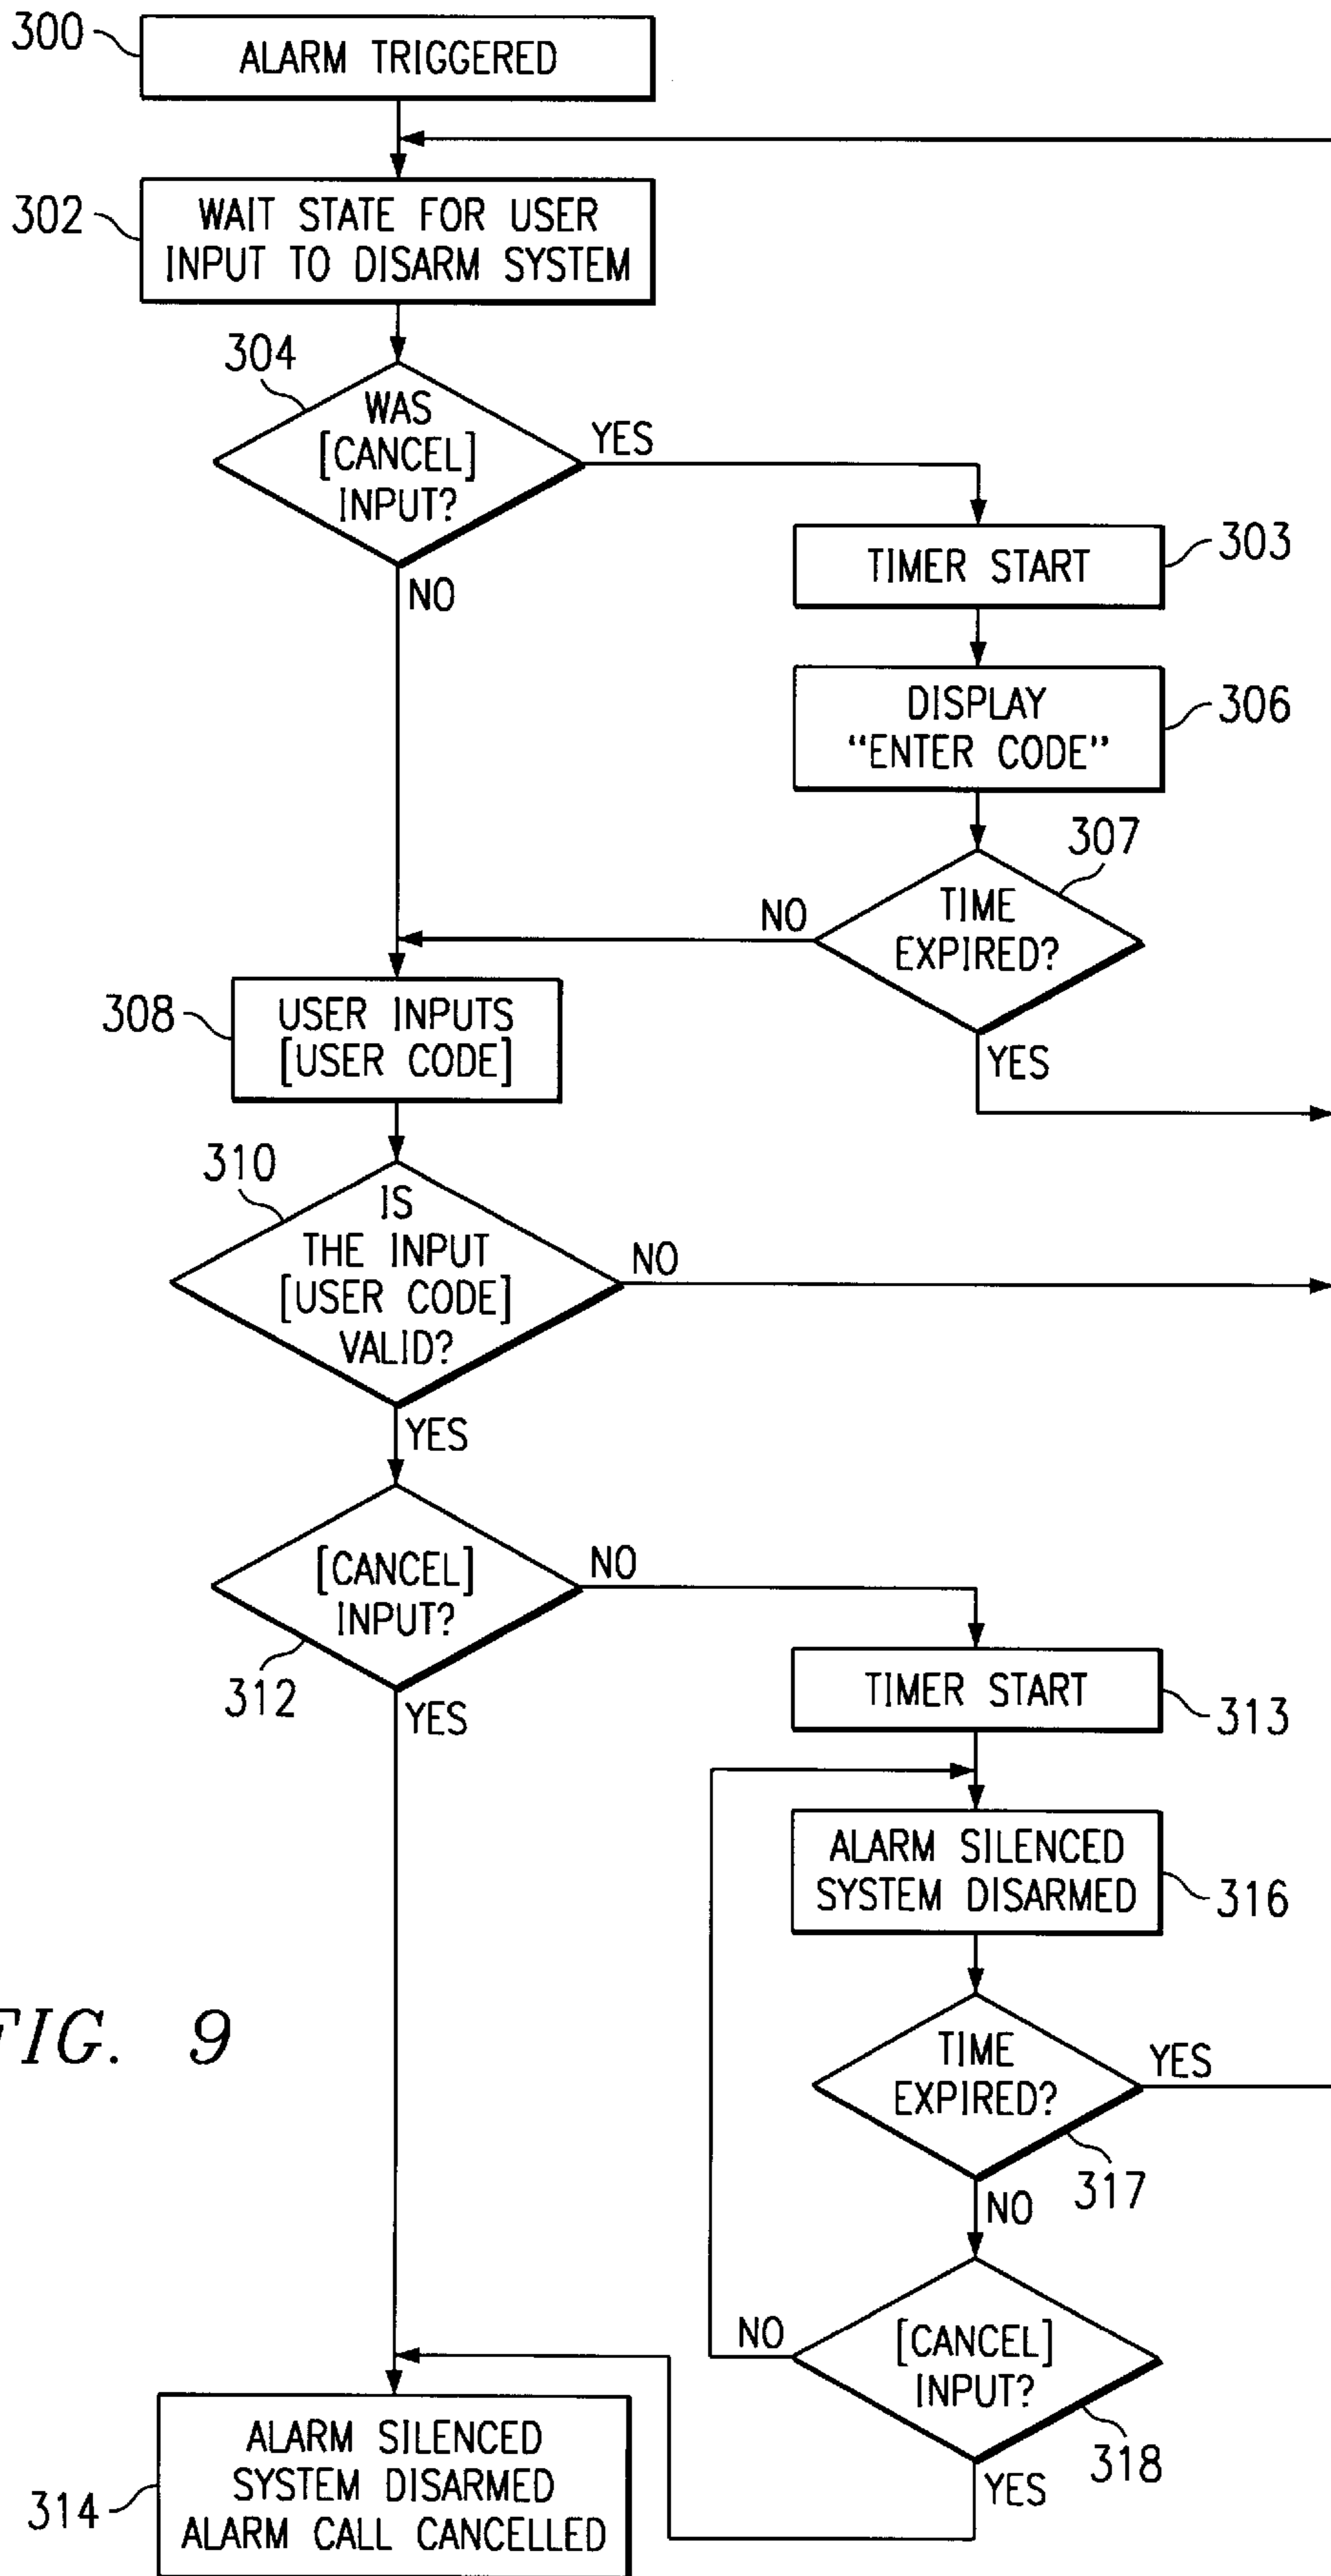 300
ALARM TRIGGERED
302
WAIT STATE FOR USER
INPUT TO DISARM SYSTEM
304
WAS
[CANCEL]
INPUT?
YES
NO
TIMER START
303
DISPLAY
“ENTER CODE”
306
307
TIME
EXPIRED?
NO
YES
308
USER INPUTS
[USER CODE]
310
IS
THE INPUT
[USER CODE]
VALID?
NO
YES
[CANCEL]
INPUT?
312
NO
YES
TIMER START
313
ALARM SILENCED
SYSTEM DISARMED
316
TIME
EXPIRED?
YES
317
NO
[CANCEL]
INPUT?
NO
318
YES
314
ALARM SILENCED
SYSTEM DISARMED
ALARM CALL CANCELLED
FIG. 9